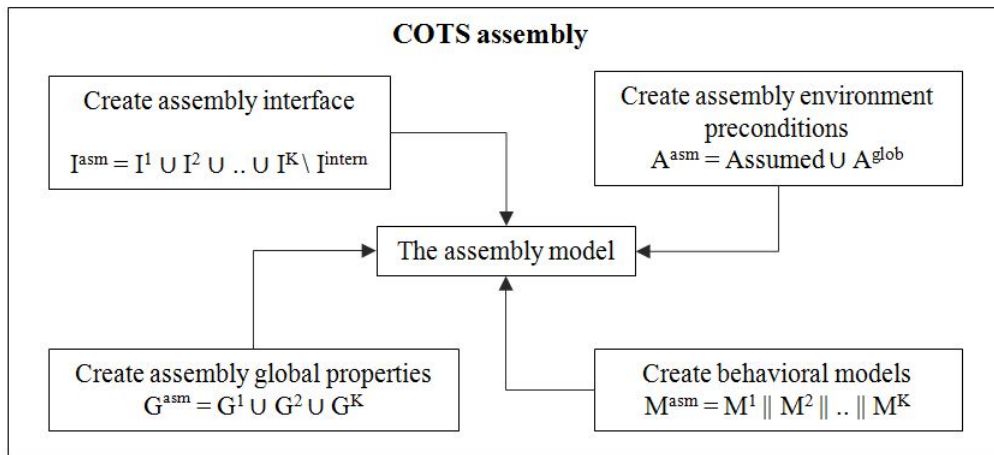 COTS assembly
Create assembly interface
I^asm = I^1 ∪ I^2 ∪ .. ∪ I^K \ I^intern
Create assembly environment
preconditions
A^asm = Assumed ∪ A^glob
The assembly model
Create assembly global properties
G^asm = G^1 ∪ G^2 ∪ G^K
Create behavioral models
M^asm = M^1 || M^2 || .. || M^K